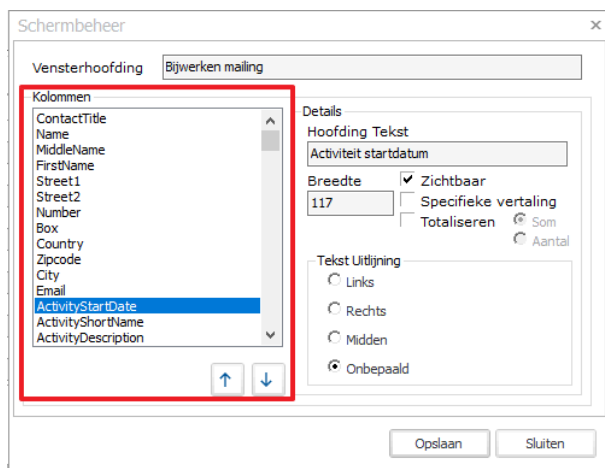 Schermbeheer
Vensterhoofding
Bijwerken mailing
Kolommen
ContactTitle
Name
MiddleName
FirstName
Street1
Street2
Number
Box
Country
Zipcode
City
Email
ActivityStartDate
ActivityShortName
ActivityDescription
Details
Hoofding Tekst
Activiteit startdatum
Breedte
117
Zichtbaar
Specifieke vertaling
Totaliseren
Som
Aantal
Tekst Uitlijning
Links
Rechts
Midden
Onbepaald
Opslaan
Sluiten